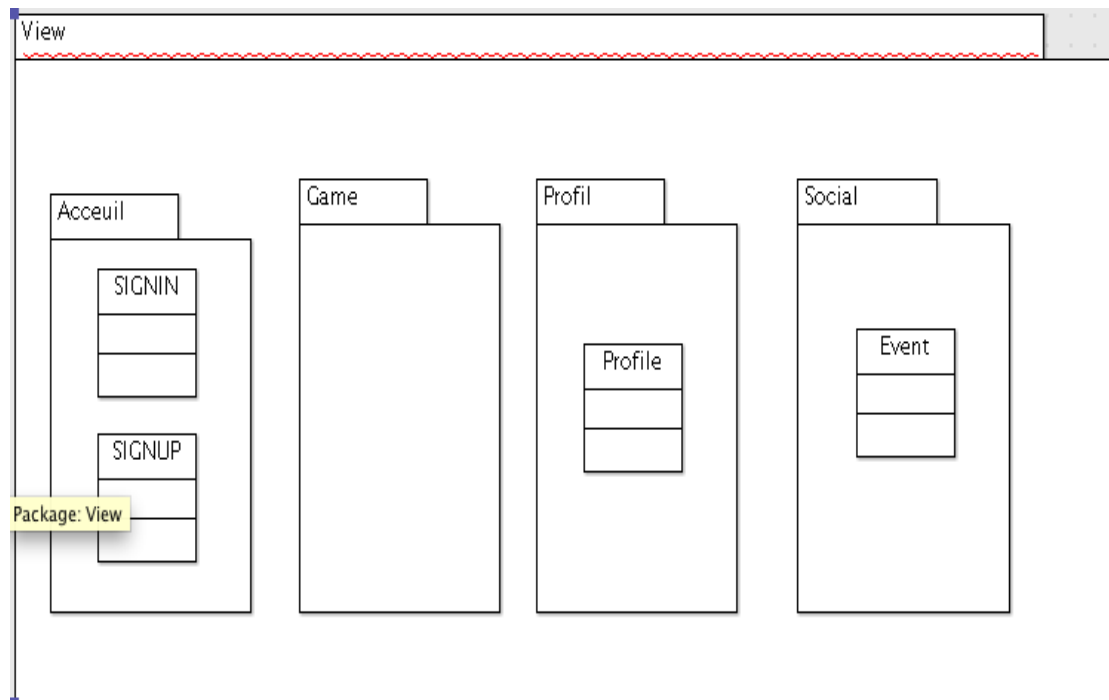 View
Acceuil
Game
Profil
Social
SIGNIN
Profile
Event
SIGNUP
Package: View